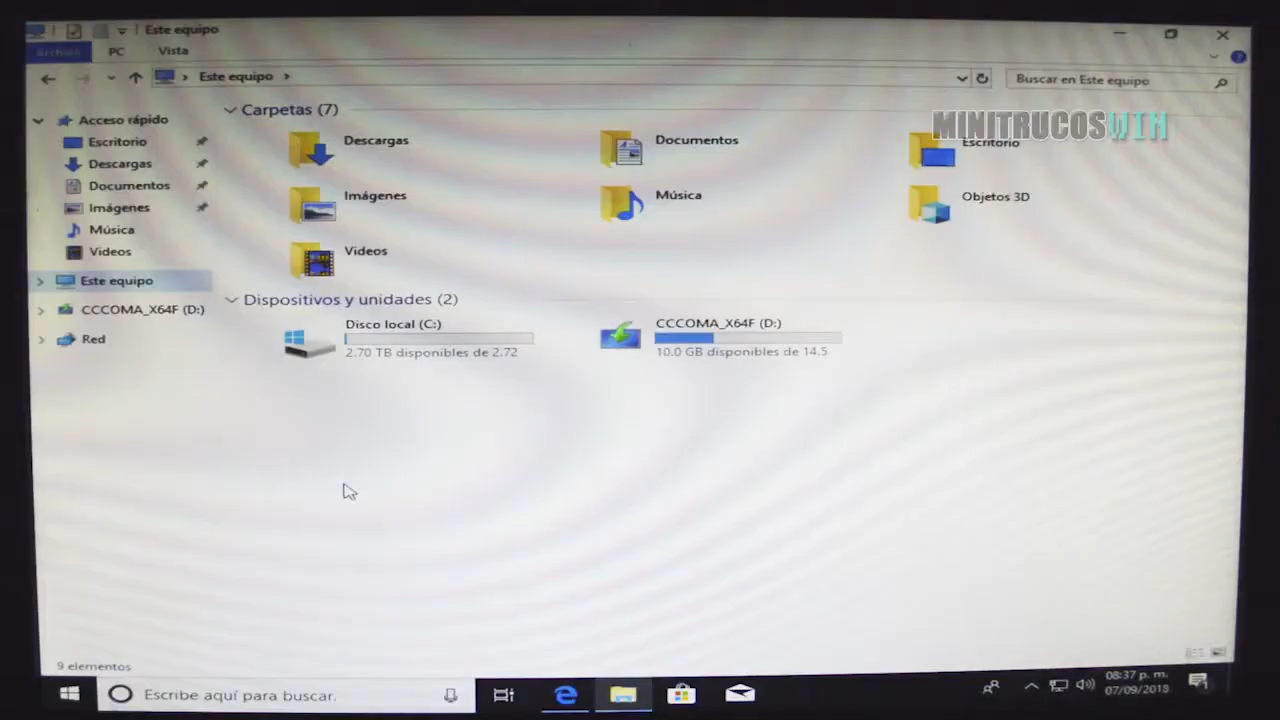 Este equipo
Archivo
PC
Vista
Este equipo
Buscar en Este equipo
MINITRUCOSWIN
Acceso rápido
Escritorio
Descargas
Documentos
Imágenes
Música
Videos
Este equipo
CCCOMA_X64F (D:)
Red
Carpetas (7)
Descargas
Documentos
Escritorio
Imágenes
Música
Objetos 3D
Videos
Dispositivos y unidades (2)
Disco local (C:)
2.70 TB disponibles de 2.72
CCCOMA_X64F (D:)
10.0 GB disponibles de 14.5
9 elementos
Escribe aquí para buscar.
08:37 p. m.
07/09/2018
1